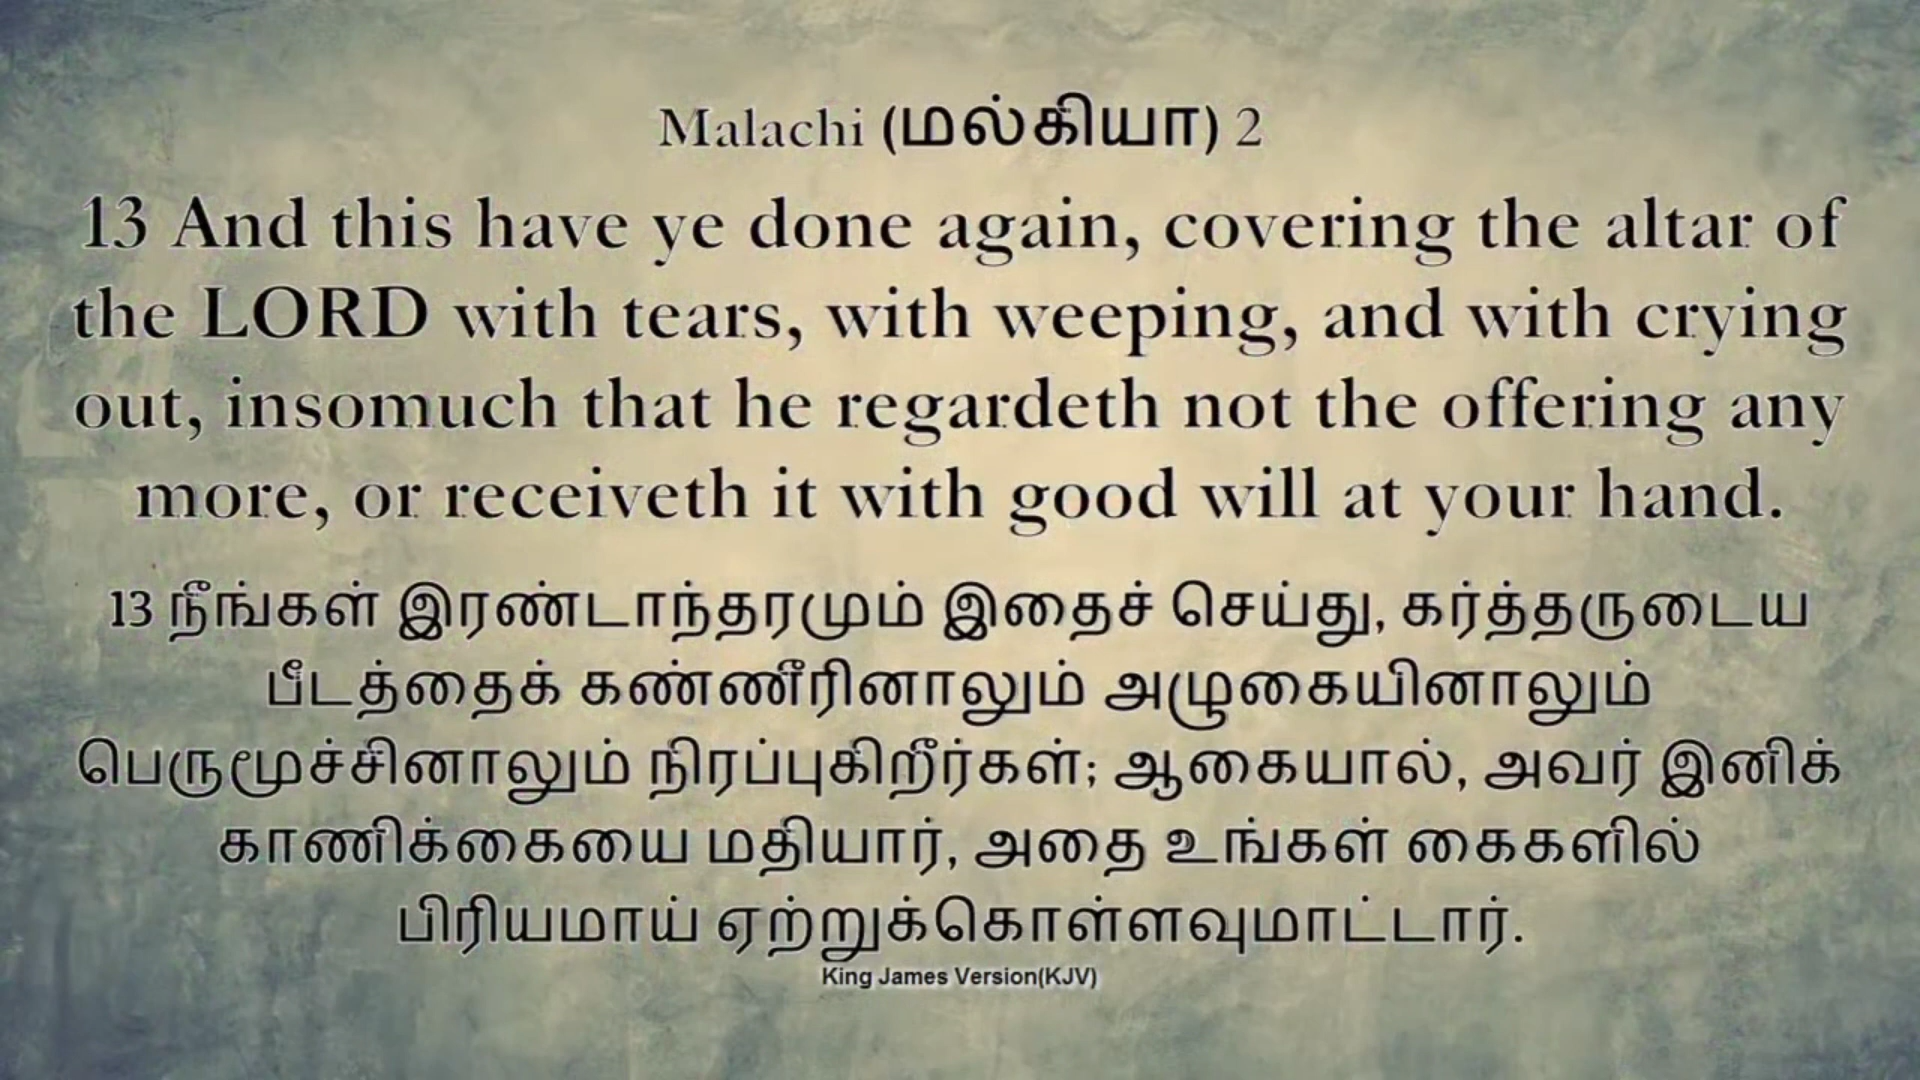 Malachi (மல்கியா) 2
13 And this have ye done again, covering the altar of
the LORD with tears, with weeping, and with crying
out, insomuch that he regardeth not the offering any
more, or receiveth it with good will at your hand.
13 நீங்கள் இரண்டாந்தரமும் இதைச் செய்து, கர்த்தருடைய
பீடத்தைக் கண்ணீரினாலும் அழுகையினாலும்
பெருமூச்சினாலும் நிரப்புகிறீர்கள்; ஆகையால், அவர் இனிக்
காணிக்கையை மதியார், அதை உங்கள் கைகளில்
பிரியமாய் ஏற்றுக்கொள்ளவுமாட்டார்.
King James Version(KJV)